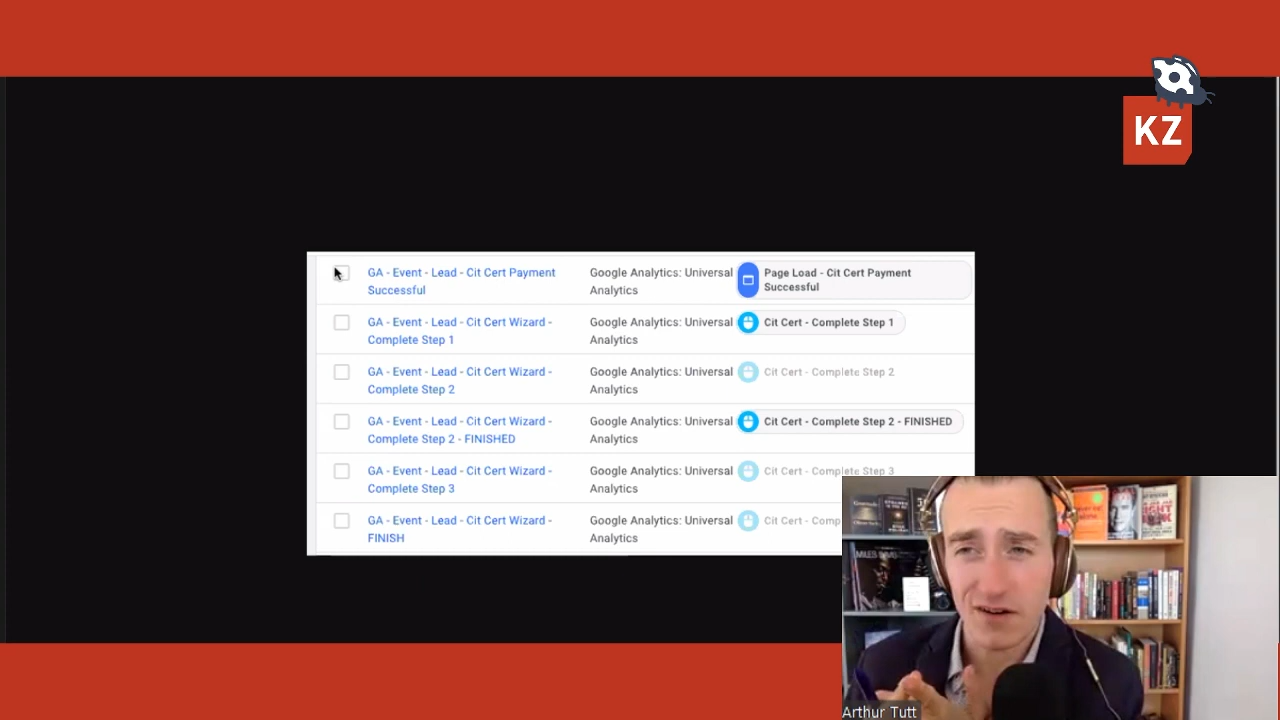 KZ
GA - Event - Lead - Cit Cert Payment
Successful
Google Analytics: Universal
Analytics
Page Load - Cit Cert Payment
Successful
GA - Event - Lead - Cit Cert Wizard -
Complete Step 1
Google Analytics: Universal
Analytics
Cit Cert - Complete Step 1
GA - Event - Lead - Cit Cert Wizard -
Complete Step 2
Google Analytics: Universal
Analytics
Cit Cert - Complete Step 2
GA - Event - Lead - Cit Cert Wizard -
Complete Step 2 - FINISHED
Google Analytics: Universal
Analytics
Cit Cert - Complete Step 2 - FINISHED
GA - Event - Lead - Cit Cert Wizard -
Complete Step 3
Google Analytics: Universal
Analytics
Cit Cert - Complete Step 3
GA - Event - Lead - Cit Cert Wizard -
FINISH
Google Analytics: Universal
Analytics
Cit Cert - Comp
MILES
Arthur Tutt